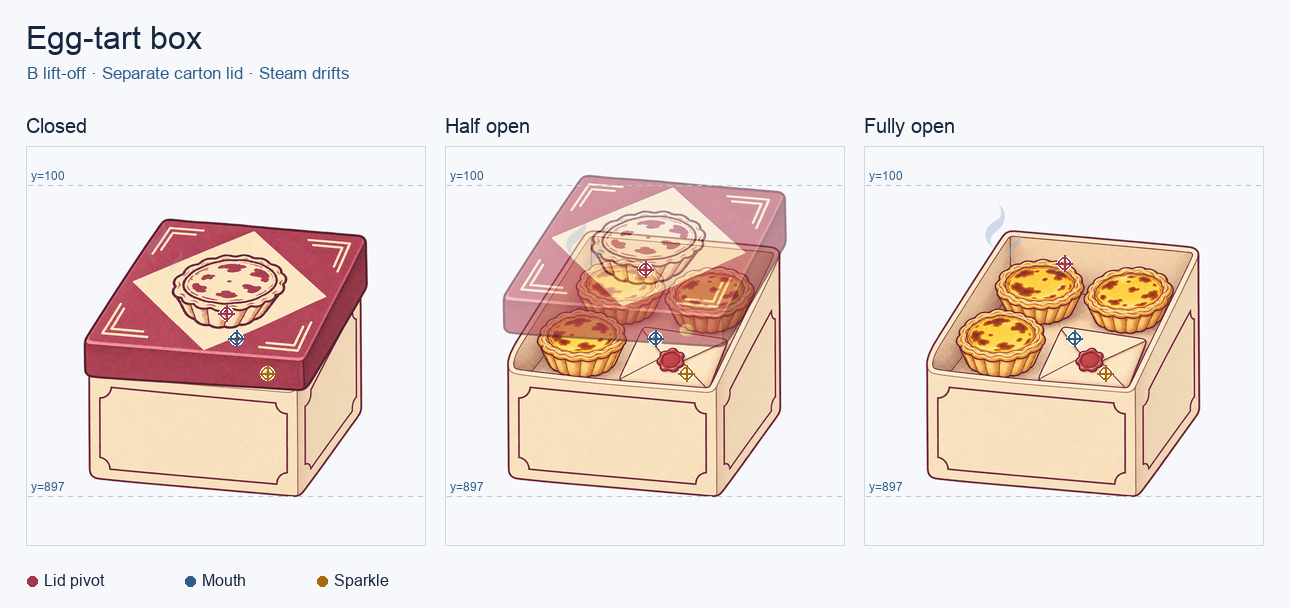 Egg-tart box
B lift-off · Separate carton lid · Steam drifts
Closed
Half open
Fully open
y=100
y=100
y=100
y=897
y=897
y=897
Lid pivot
Mouth
Sparkle